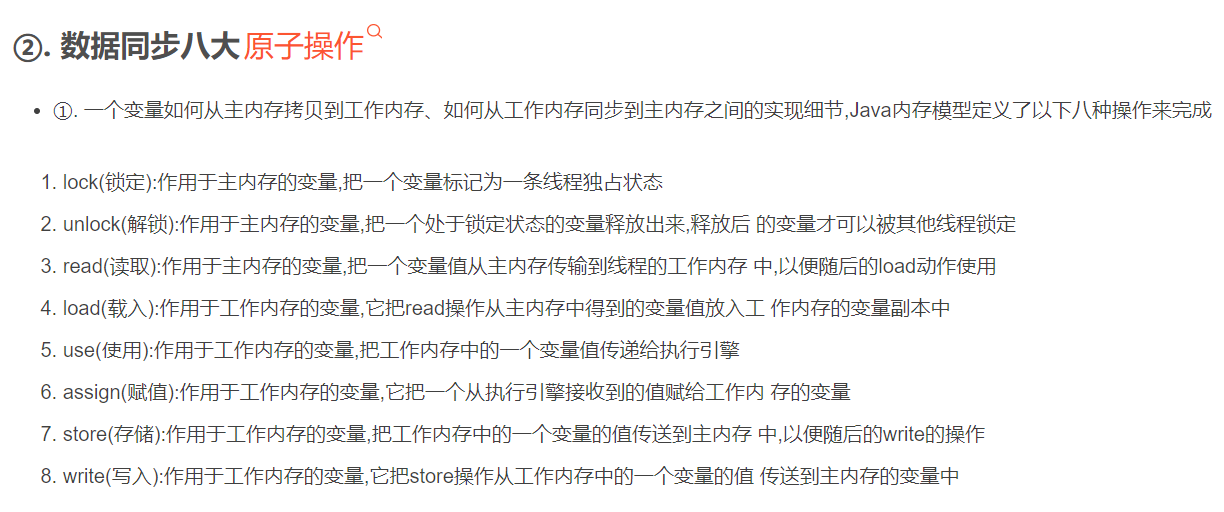 ②. 数据同步八大原子操作
①. 一个变量如何从主内存拷贝到工作内存、如何从工作内存同步到主内存之间的实现细节,Java内存模型定义了以下八种操作来完成
1. lock(锁定):作用于主内存的变量,把一个变量标记为一条线程独占状态
2. unlock(解锁):作用于主内存的变量,把一个处于锁定状态的变量释放出来,释放后 的变量才可以被其他线程锁定
3. read(读取):作用于主内存的变量,把一个变量值从主内存传输到线程的工作内存 中,以便随后的load动作使用
4. load(载入):作用于工作内存的变量,它把read操作从主内存中得到的变量值放入工 作内存的变量副本中
5. use(使用):作用于工作内存的变量,把工作内存中的一个变量值传递给执行引擎
6. assign(赋值):作用于工作内存的变量,它把一个从执行引擎接收到的值赋给工作内 存的变量
7. store(存储):作用于工作内存的变量,把工作内存中的一个变量的值传送到主内存 中,以便随后的write的操作
8. write(写入):作用于工作内存的变量,它把store操作从工作内存中的一个变量的值 传送到主内存的变量中